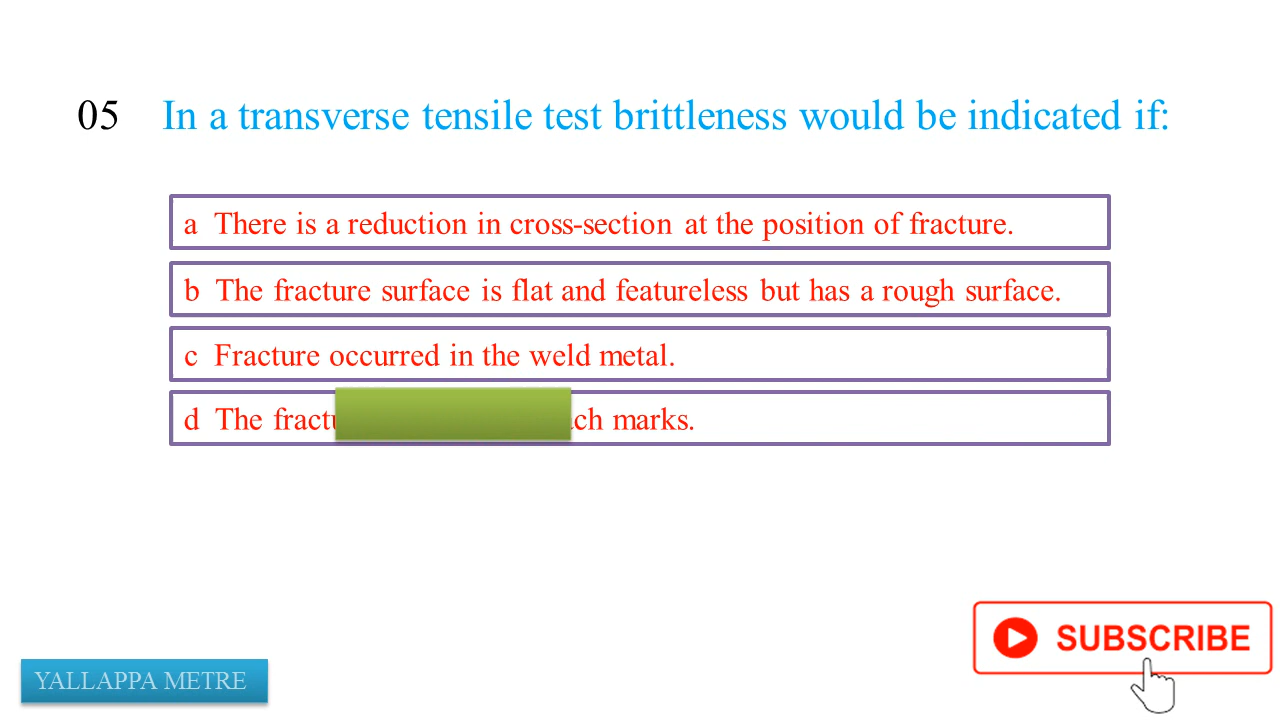 05 In a transverse tensile test brittleness would be indicated if:
a There is a reduction in cross-section at the position of fracture.
b The fracture surface is flat and featureless but has a rough surface.
c Fracture occurred in the weld metal.
d The marks.
SUBSCRIBE
YALLAPPA METRE